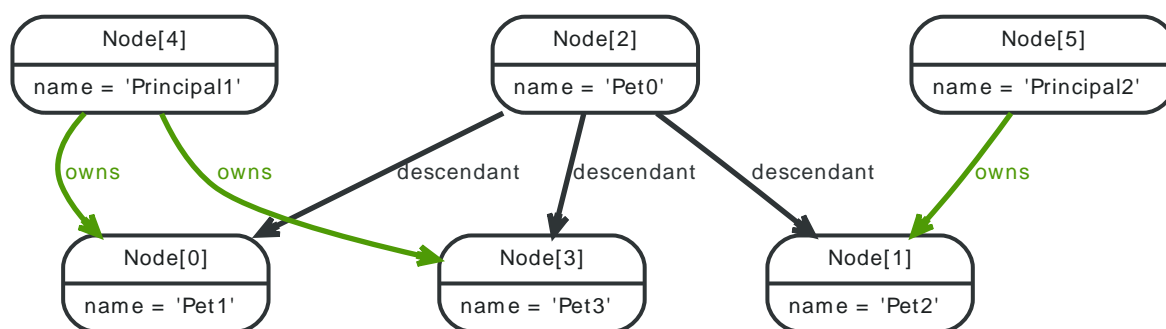 Node[4]
name = 'Principal1'
Node[2]
name = 'Pet0'
Node[5]
name = 'Principal2'
owns
owns
descendant
descendant
descendant
owns
Node[0]
name = 'Pet1'
Node[3]
name = 'Pet3'
Node[1]
name = 'Pet2'